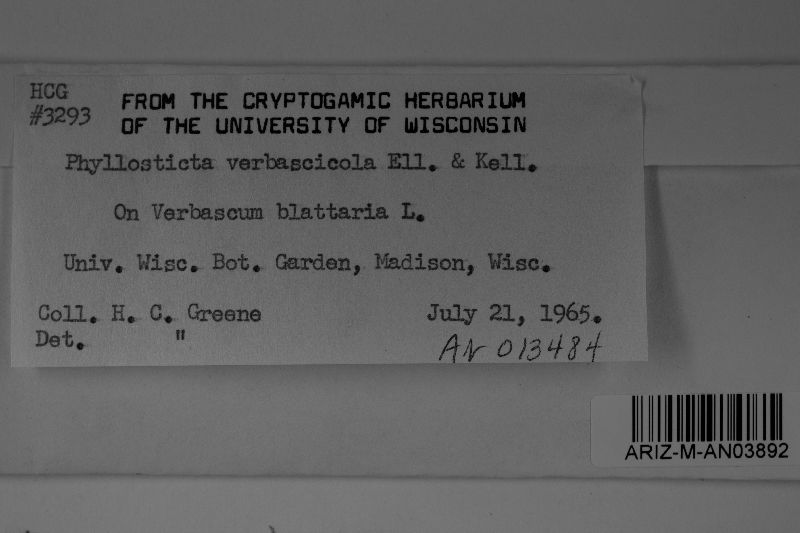 HCG
#3293
FROM THE CRYPTOGAMIC HERBARIUM
OF THE UNIVERSITY OF WISCONSIN
Phyllosticta verbascicola Ell. & Kell.
On Verbascum blattaria L.
Univ. Wisc. Bot. Garden, Madison, Wisc.
Coll. H. C. Greene July 21, 1965.
Det. "
AN 013484
ARIZ-M-AN03892